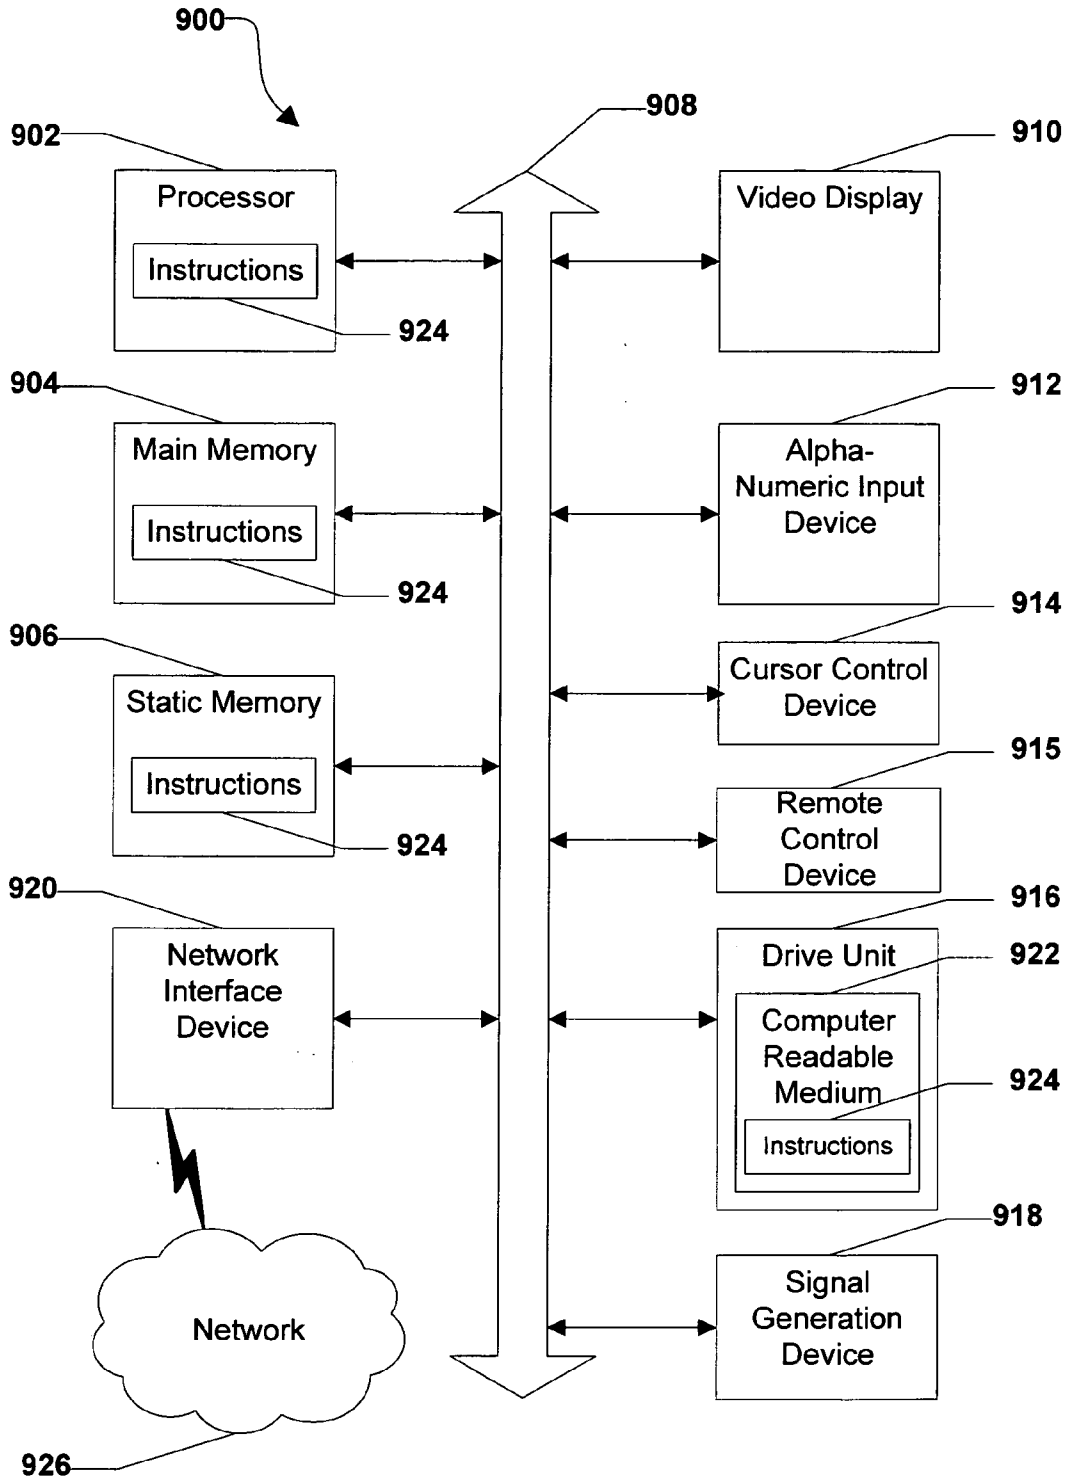 900
908
902
910
Processor
Instructions
924
Video Display
904
912
Main Memory
Instructions
924
Alpha-
Numeric Input
Device
906
914
Static Memory
Instructions
924
Cursor Control
Device
915
Remote
Control
Device
920
916
Network
Interface
Device
Drive Unit
922
Computer
Readable
Medium
924
Instructions
918
Signal
Generation
Device
Network
926